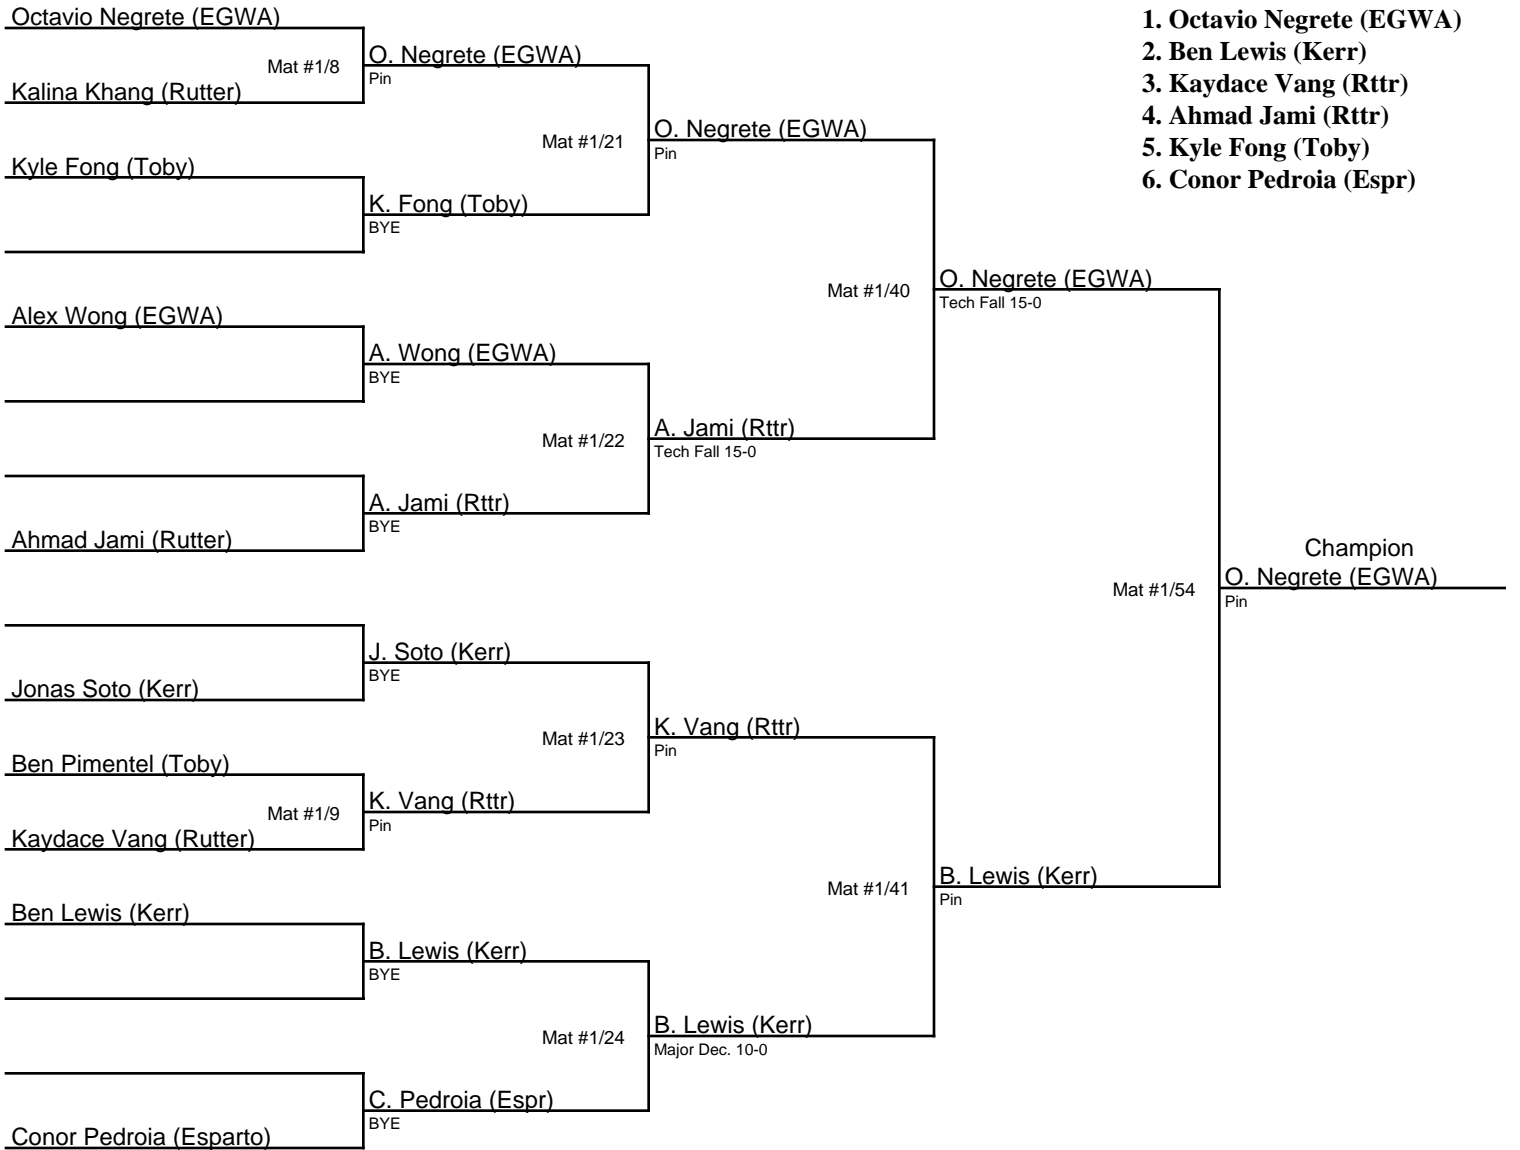 Octavio Negrete (EGWA)
Mat #1/8
Kalina Khang (Rutter)
Kyle Fong (Toby)
Alex Wong (EGWA)
Ahmad Jami (Rutter)
Jonas Soto (Kerr)
Ben Pimentel (Toby)
Mat #1/9
Kaydace Vang (Rutter)
Ben Lewis (Kerr)
Conor Pedroia (Esparto)
O. Negrete (EGWA)
Pin
Mat #1/21
K. Fong (Toby)
BYE
A. Wong (EGWA)
BYE
Mat #1/22
A. Jami (Rttr)
BYE
J. Soto (Kerr)
BYE
Mat #1/23
K. Vang (Rttr)
Pin
B. Lewis (Kerr)
BYE
Mat #1/24
C. Pedroia (Espr)
BYE
O. Negrete (EGWA)
Pin
Mat #1/40
A. Jami (Rttr)
Tech Fall 15-0
K. Vang (Rttr)
Pin
Mat #1/41
B. Lewis (Kerr)
Major Dec. 10-0
O. Negrete (EGWA)
Tech Fall 15-0
Mat #1/54
B. Lewis (Kerr)
Pin
Champion
O. Negrete (EGWA)
Pin
1. Octavio Negrete (EGWA)
2. Ben Lewis (Kerr)
3. Kaydace Vang (Rttr)
4. Ahmad Jami (Rttr)
5. Kyle Fong (Toby)
6. Conor Pedroia (Espr)